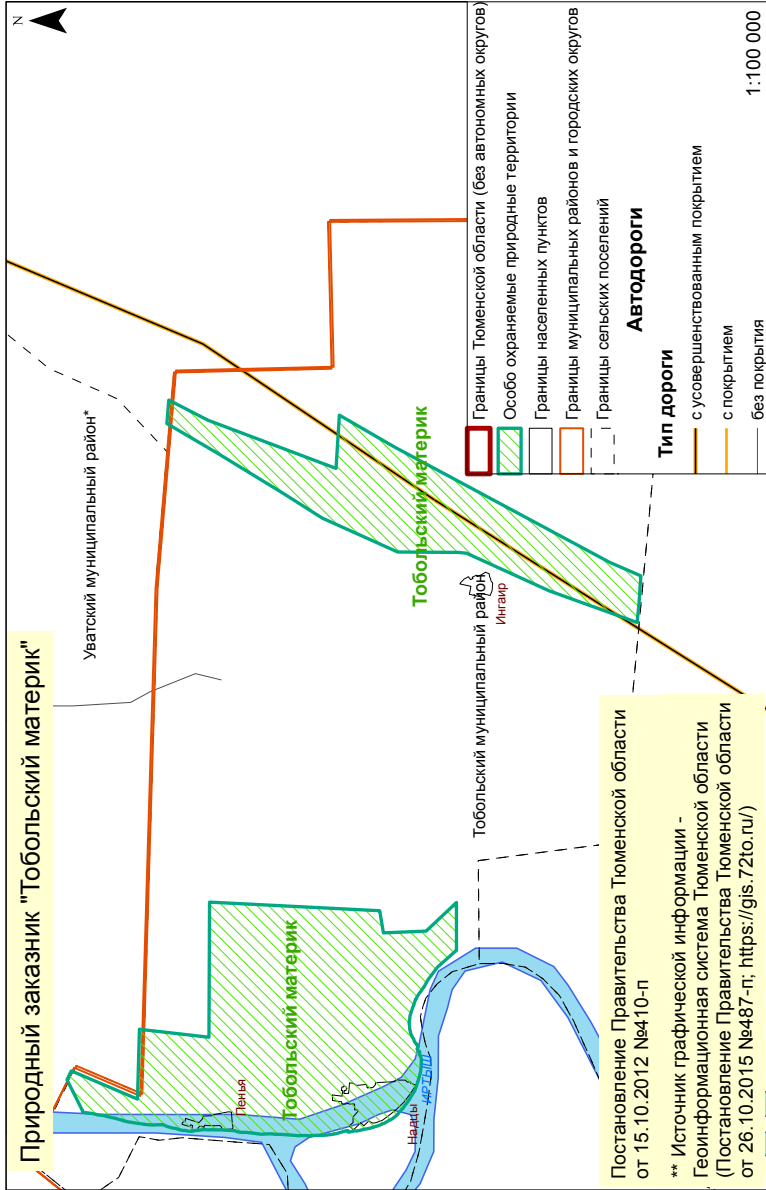 Природный заказник "Тобольский материк"
N
Уватский муниципальный район*
Тобольский материк
Тобольский материк
Пенья
Надцы
ИРТЫШ
Ингаир
Тобольский муниципальный район
Границы Тюменской области (без автономных округов)
Особо охраняемые природные территории
Границы населенных пунктов
Границы муниципальных районов и городских округов
Границы сельских поселений
Автодороги
Тип дороги
с усовершенствованным покрытием
с покрытием
без покрытия
1:100 000
Постановление Правительства Тюменской области
от 15.10.2012 №410-п
** Источник графической информации -
Геоинформационная система Тюменской области
(Постановление Правительства Тюменской области
от 26.10.2015 №487-п; https://gis.72to.ru/)